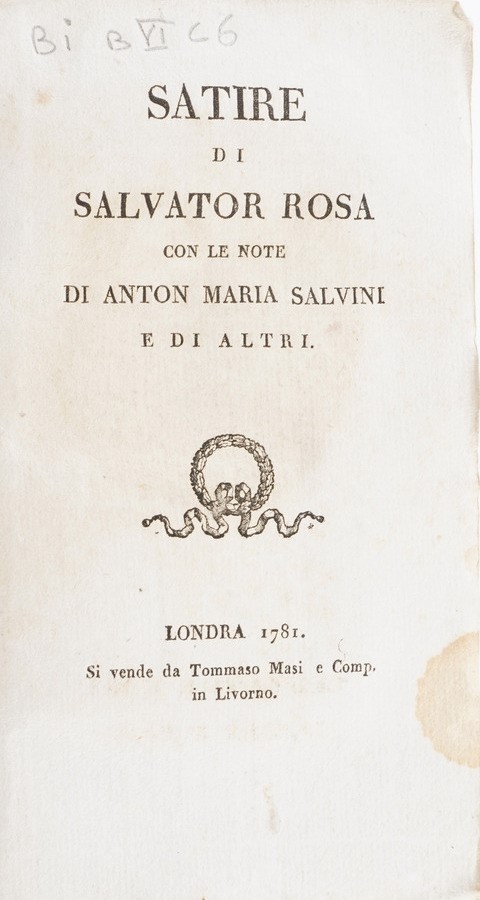 Bi B VI C6
SATIRE
DI
SALVATOR ROSA
CON LE NOTE
DI ANTON MARIA SALVINI
E DI ALTRI.
LONDRA 1781.
Si vende da Tommaso Masi e Comp.
in Livorno.